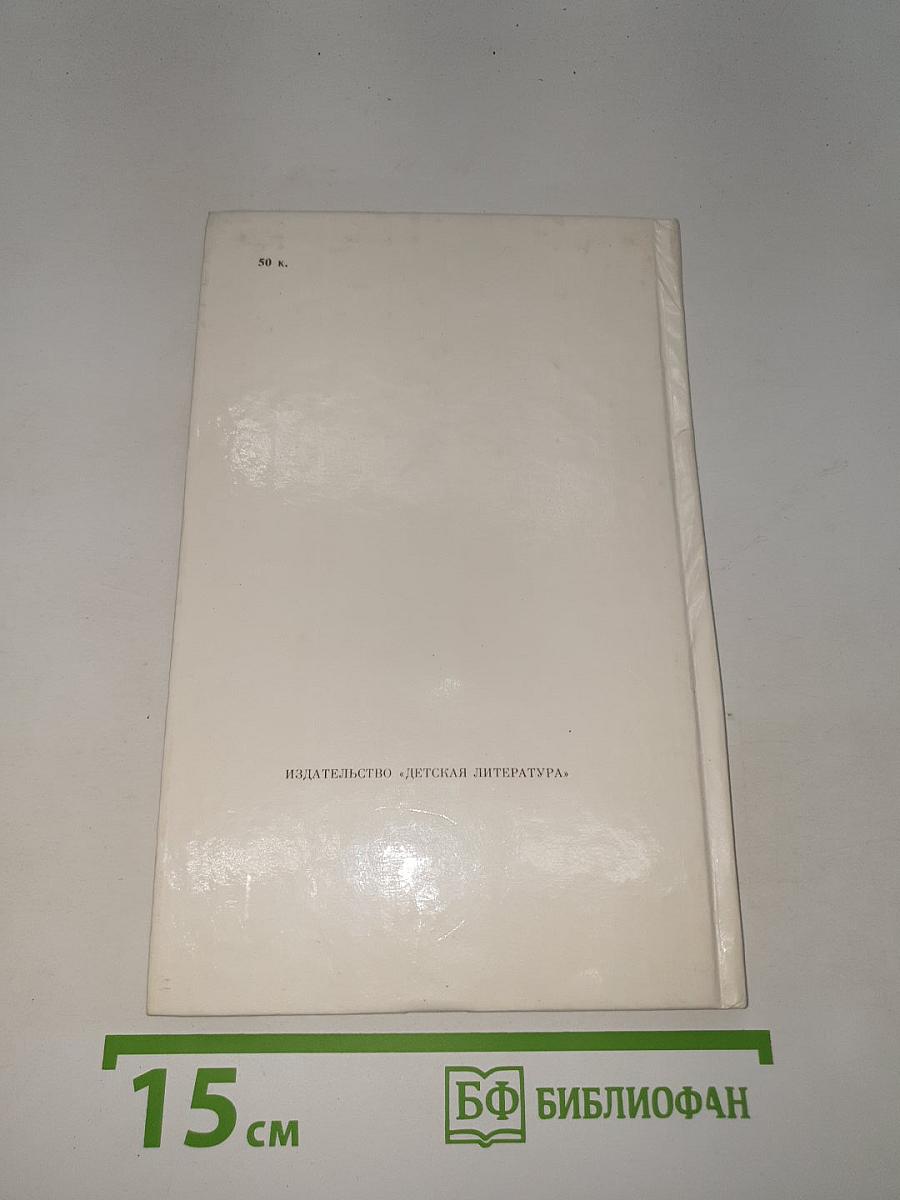 50 к.
ИЗДАТЕЛЬСТВО «ДЕТСКАЯ ЛИТЕРАТУРА»
15 см
БФ БИБЛИОФАН